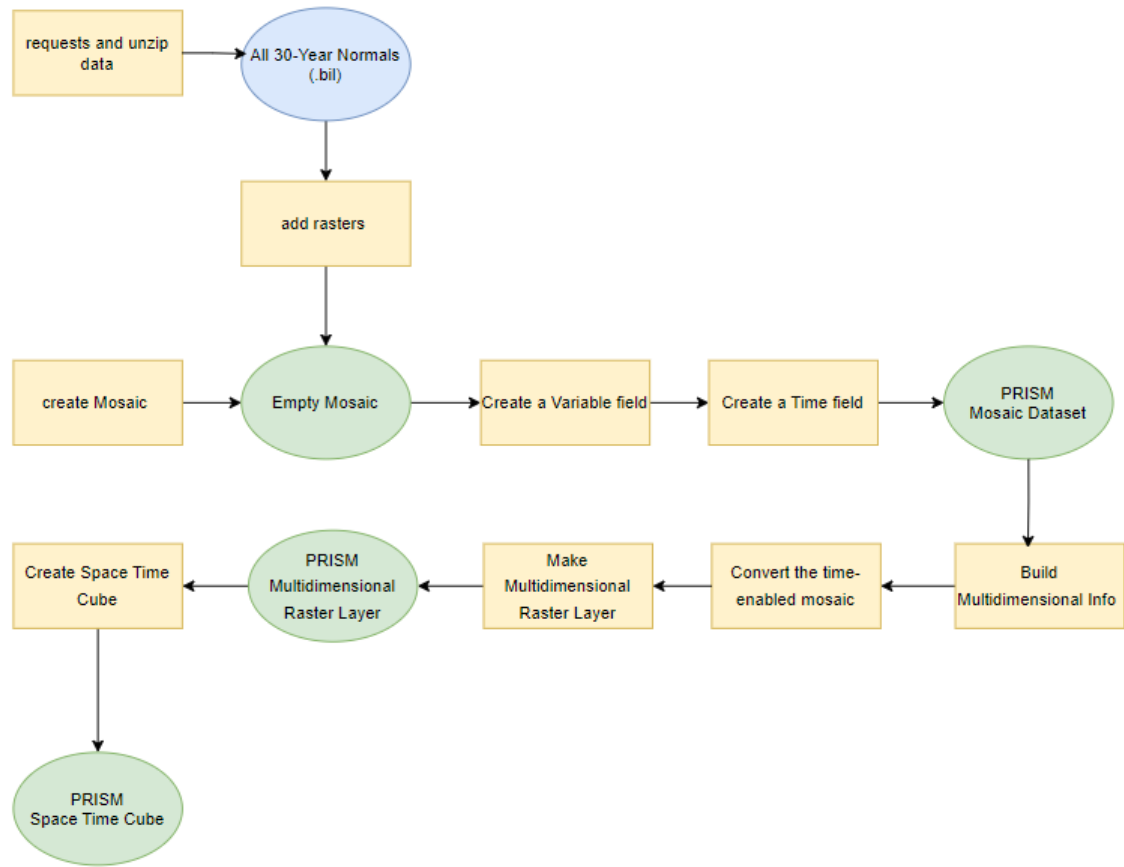 requests and unzip
data
All 30-Year Normals
(.bil)
add rasters
create Mosaic
Empty Mosaic
Create a Variable field
Create a Time field
PRISM
Mosaic Dataset
Build
Multidimensional Info
Convert the time-
enabled mosaic
Make
Multidimensional
Raster Layer
PRISM
Multidimensional
Raster Layer
Create Space Time
Cube
PRISM
Space Time Cube